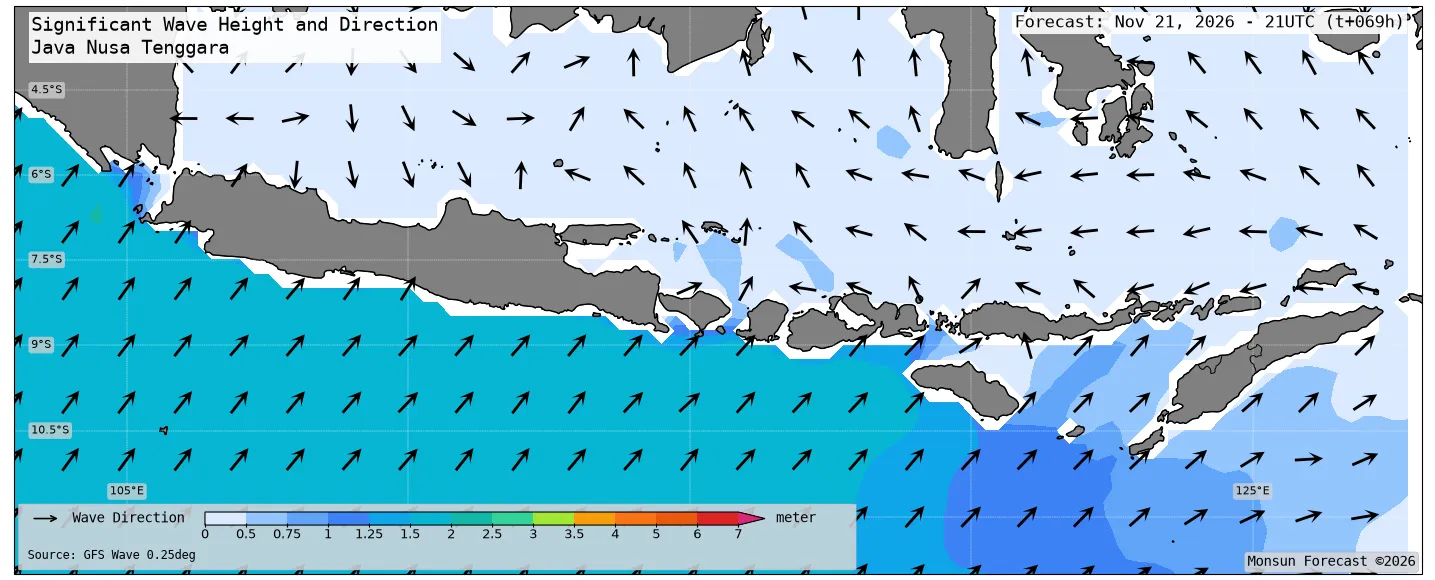 Significant Wave Height and Direction
Java Nusa Tenggara
Forecast: Nov 21, 2026 - 21UTC (t+069h)
4.5°S
6°S
7.5°S
9°S
10.5°S
105°E
125°E
Wave Direction
meter
0 0.5 0.75 1 1.25 1.5 2 2.5 3 3.5 4 5 6 7
Source: GFS Wave 0.25deg
Monsun Forecast ©2026